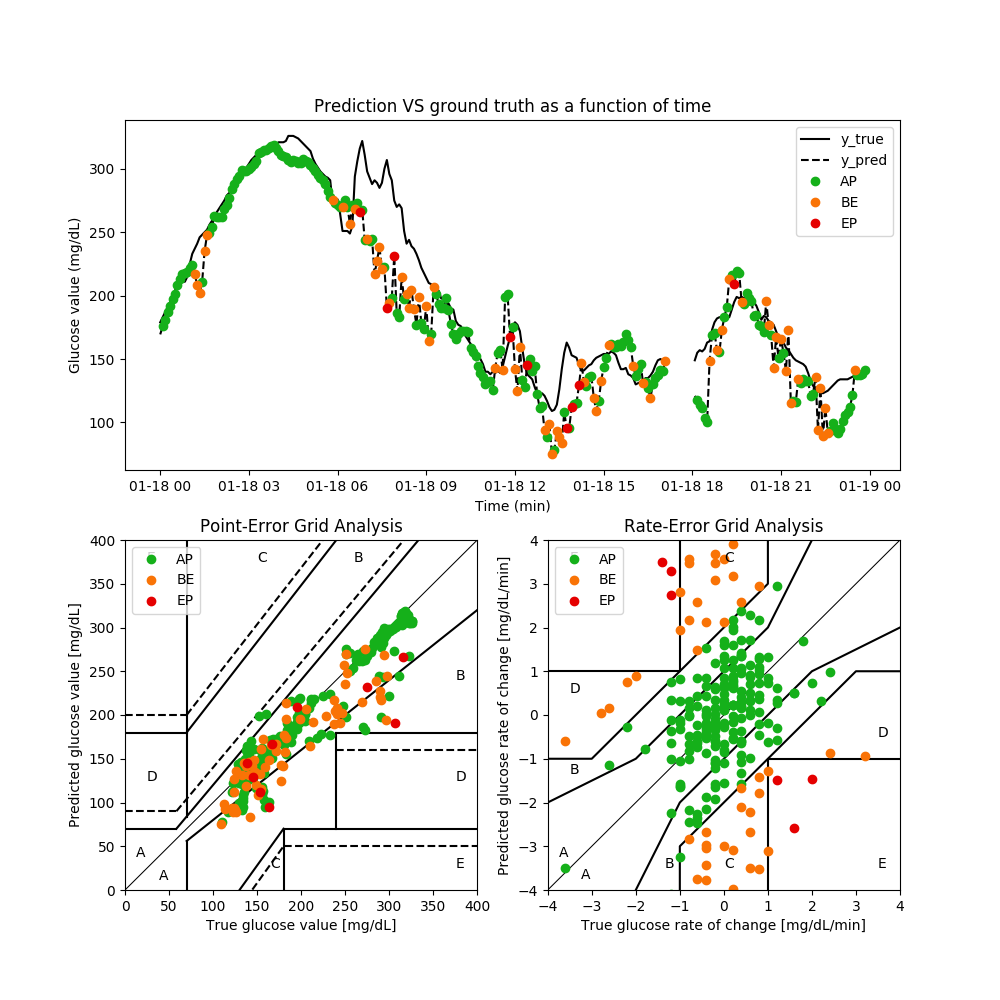 Prediction VS ground truth as a function of time
Glucose value (mg/dL)
300
250
200
150
100
y_true
y_pred
AP
BE
EP
01-18 00 01-18 03 01-18 06 01-18 09 01-18 12 01-18 15 01-18 18 01-18 21 01-19 00
Time (min)
Point-Error Grid Analysis
Predicted glucose value [mg/dL]
400
350
300
250
200
150
100
50
0
AP
BE
EP
C
B
B
D
D
A
A
C
E
0 50 100 150 200 250 300 350 400
True glucose value [mg/dL]
Rate-Error Grid Analysis
Predicted glucose rate of change [mg/dL/min]
4
3
2
1
0
−1
−2
−3
−4
AP
BE
EP
C
D
D
B
A
A
B
C
E
−4 −3 −2 −1 0 1 2 3 4
True glucose rate of change [mg/dL/min]